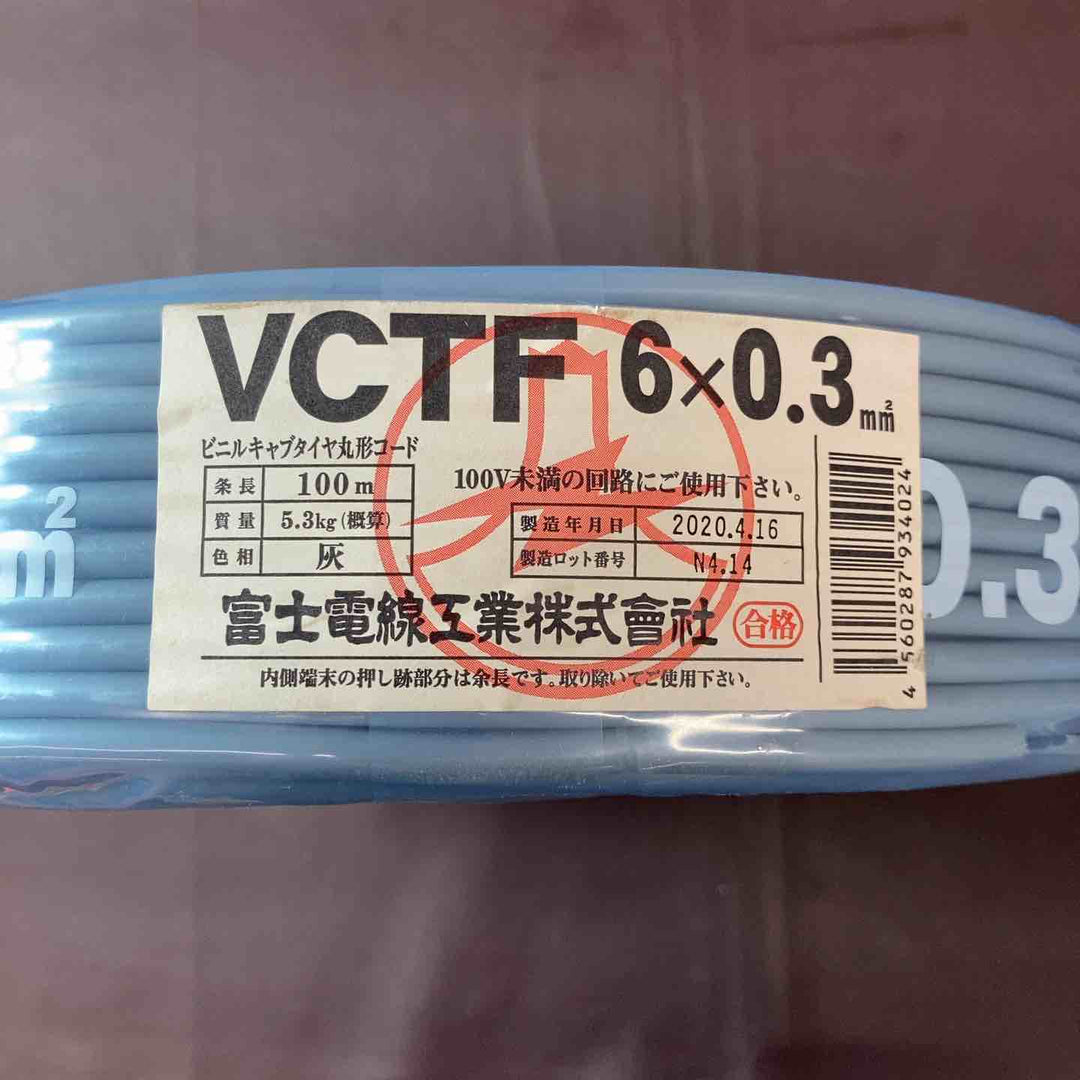 VCTF 6×0.3mm²
ビニルキャブタイヤ丸形コード
条長 100m
質量 5.3kg(概算)
色相 灰
100V未満の回路にご使用下さい。
製造年月日 2020.4.16
製造ロット番号 N4.14
富士電線工業株式會社 合格
内側端末の押し跡部分は余長です。取り除いてご使用下さい。
4560287934024
m²
0.3